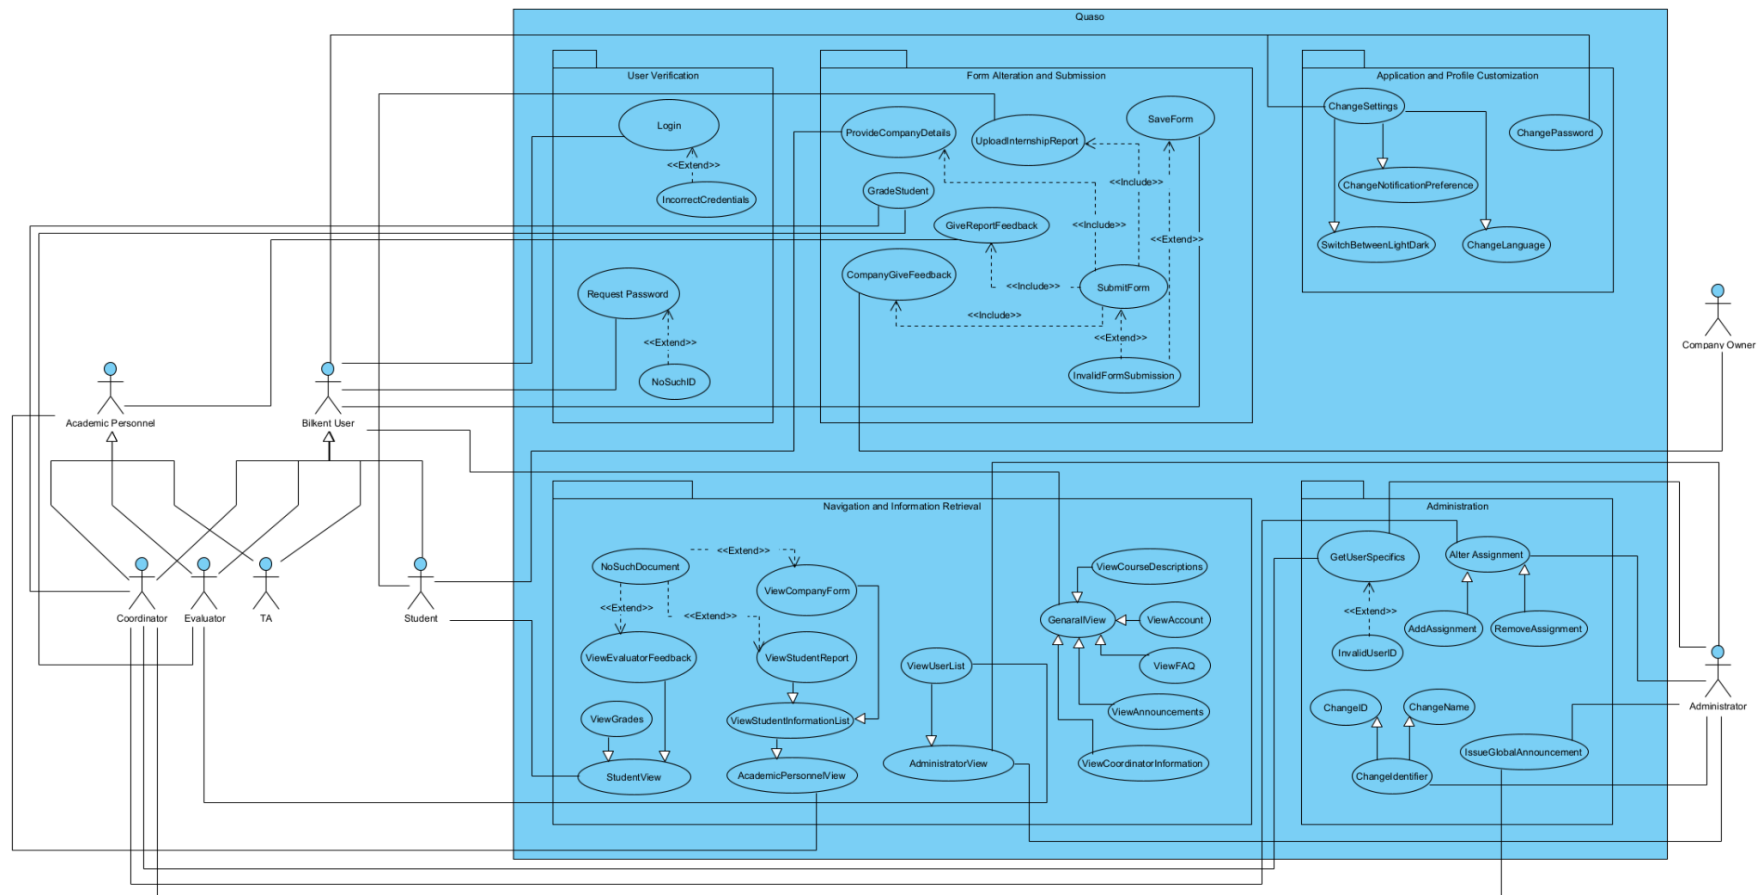 Quaso
User Verification
Form Alteration and Submission
Application and Profile Customization
Login
<<Extend>>
IncorrectCredentials
Request Password
<<Extend>>
NoSuchID
ProvideCompanyDetails
UploadInternshipReport
SaveForm
GradeStudent
<<Include>>
GiveReportFeedback
<<Include>>
<<Extend>>
CompanyGiveFeedback
<<Include>>
SubmitForm
<<Include>>
<<Extend>>
InvalidFormSubmission
ChangeSettings
ChangePassword
ChangeNotificationPreference
SwitchBetweenLightDark
ChangeLanguage
Company Owner
Academic Personnel
Bilkent User
Coordinator
Evaluator
TA
Student
Navigation and Information Retrieval
NoSuchDocument
<<Extend>>
ViewCompanyForm
<<Extend>>
<<Extend>>
ViewEvaluatorFeedback
ViewStudentReport
ViewGrades
ViewStudentInformationList
StudentView
AcademicPersonnelView
ViewUserList
AdministratorView
ViewCourseDescriptions
GenarallView
ViewAccount
ViewFAQ
ViewAnnouncements
ViewCoordinatorInformation
Administration
GetUserSpecifics
Alter Assignment
<<Extend>>
AddAssignment
RemoveAssignment
InvalidUserID
ChangeID
ChangeName
IssueGlobalAnnouncement
ChangeIdentifier
Administrator